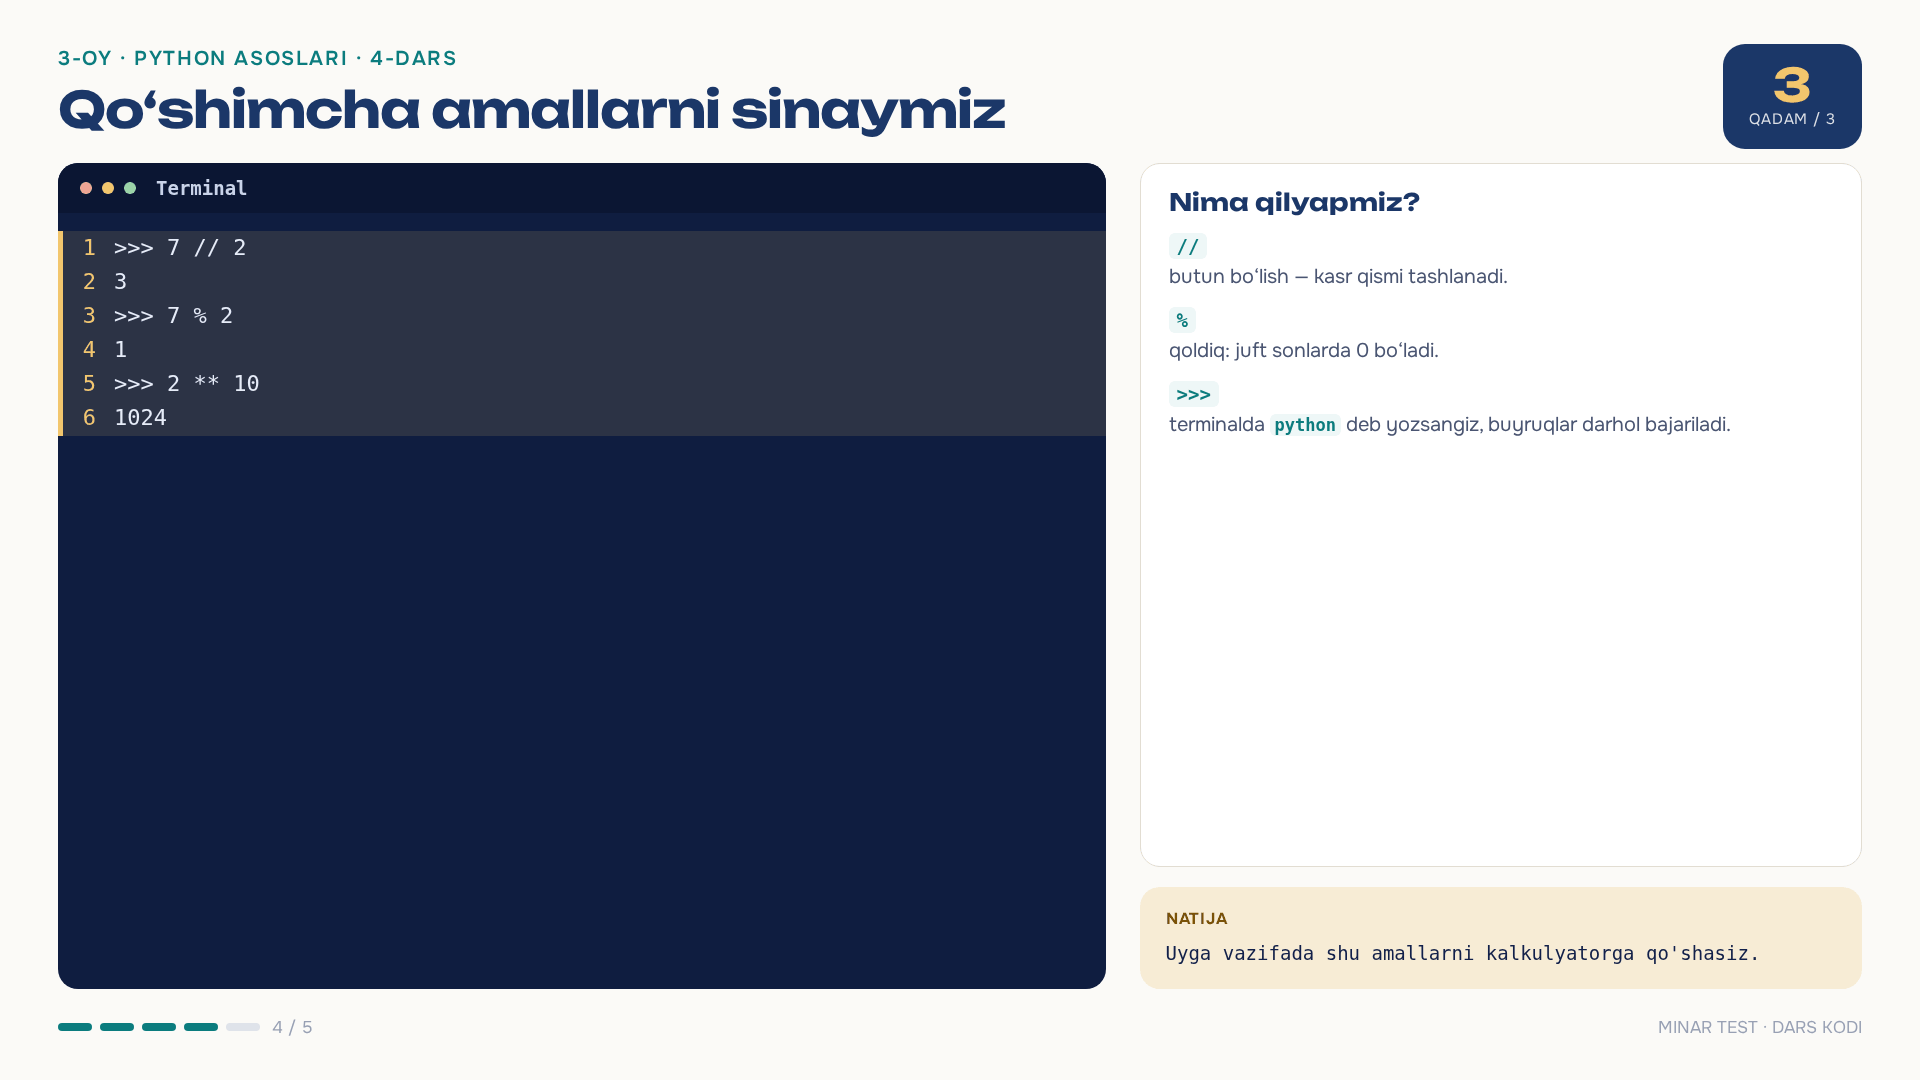 3-OY · PYTHON ASOSLARI · 4-DARS
Qo‘shimcha amallarni sinaymiz
3
QADAM / 3
Terminal
1 >>> 7 // 2
2 3
3 >>> 7 % 2
4 1
5 >>> 2 ** 10
6 1024
Nima qilyapmiz?
//
butun bo‘lish — kasr qismi tashlanadi.
%
qoldiq: juft sonlarda 0 bo‘ladi.
>>>
terminalda python deb yozsangiz, buyruqlar darhol bajariladi.
NATIJA
Uyga vazifada shu amallarni kalkulyatorga qo'shasiz.
4 / 5
MINAR TEST · DARS KODI